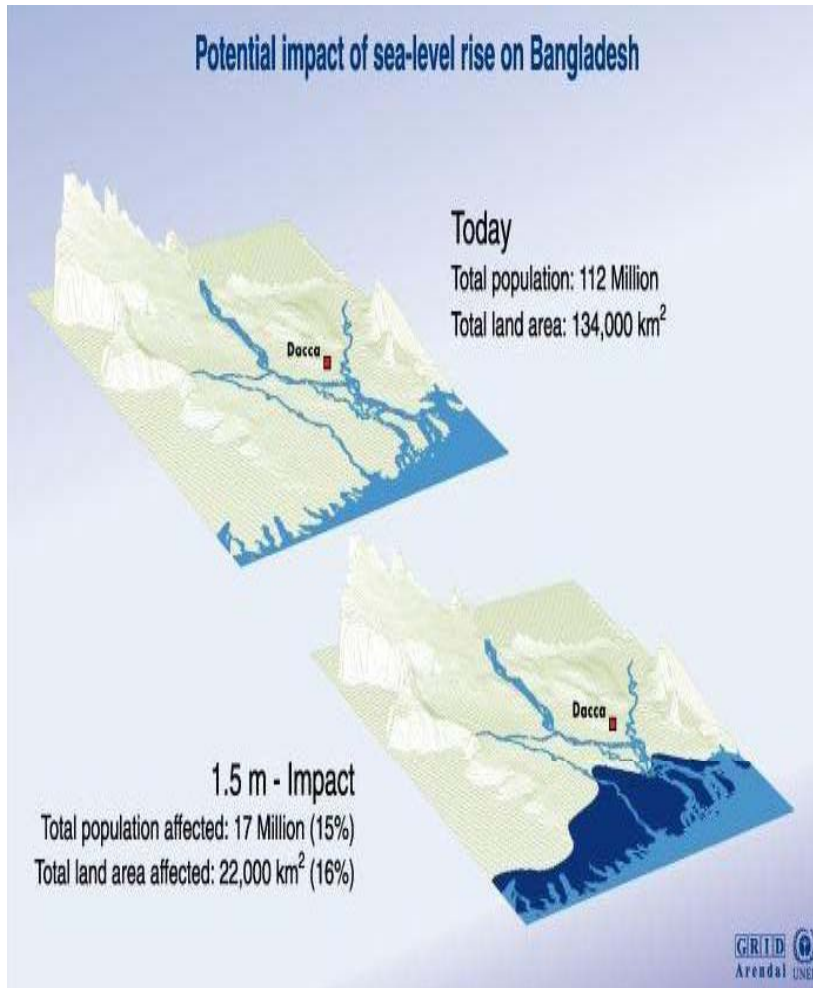 Potential impact of sea-level rise on Bangladesh
Today
Total population: 112 Million
Total land area: 134,000 km²
Dacca
Dacca
1.5 m - Impact
Total population affected: 17 Million (15%)
Total land area affected: 22,000 km² (16%)
GRID
Arendal UNEP